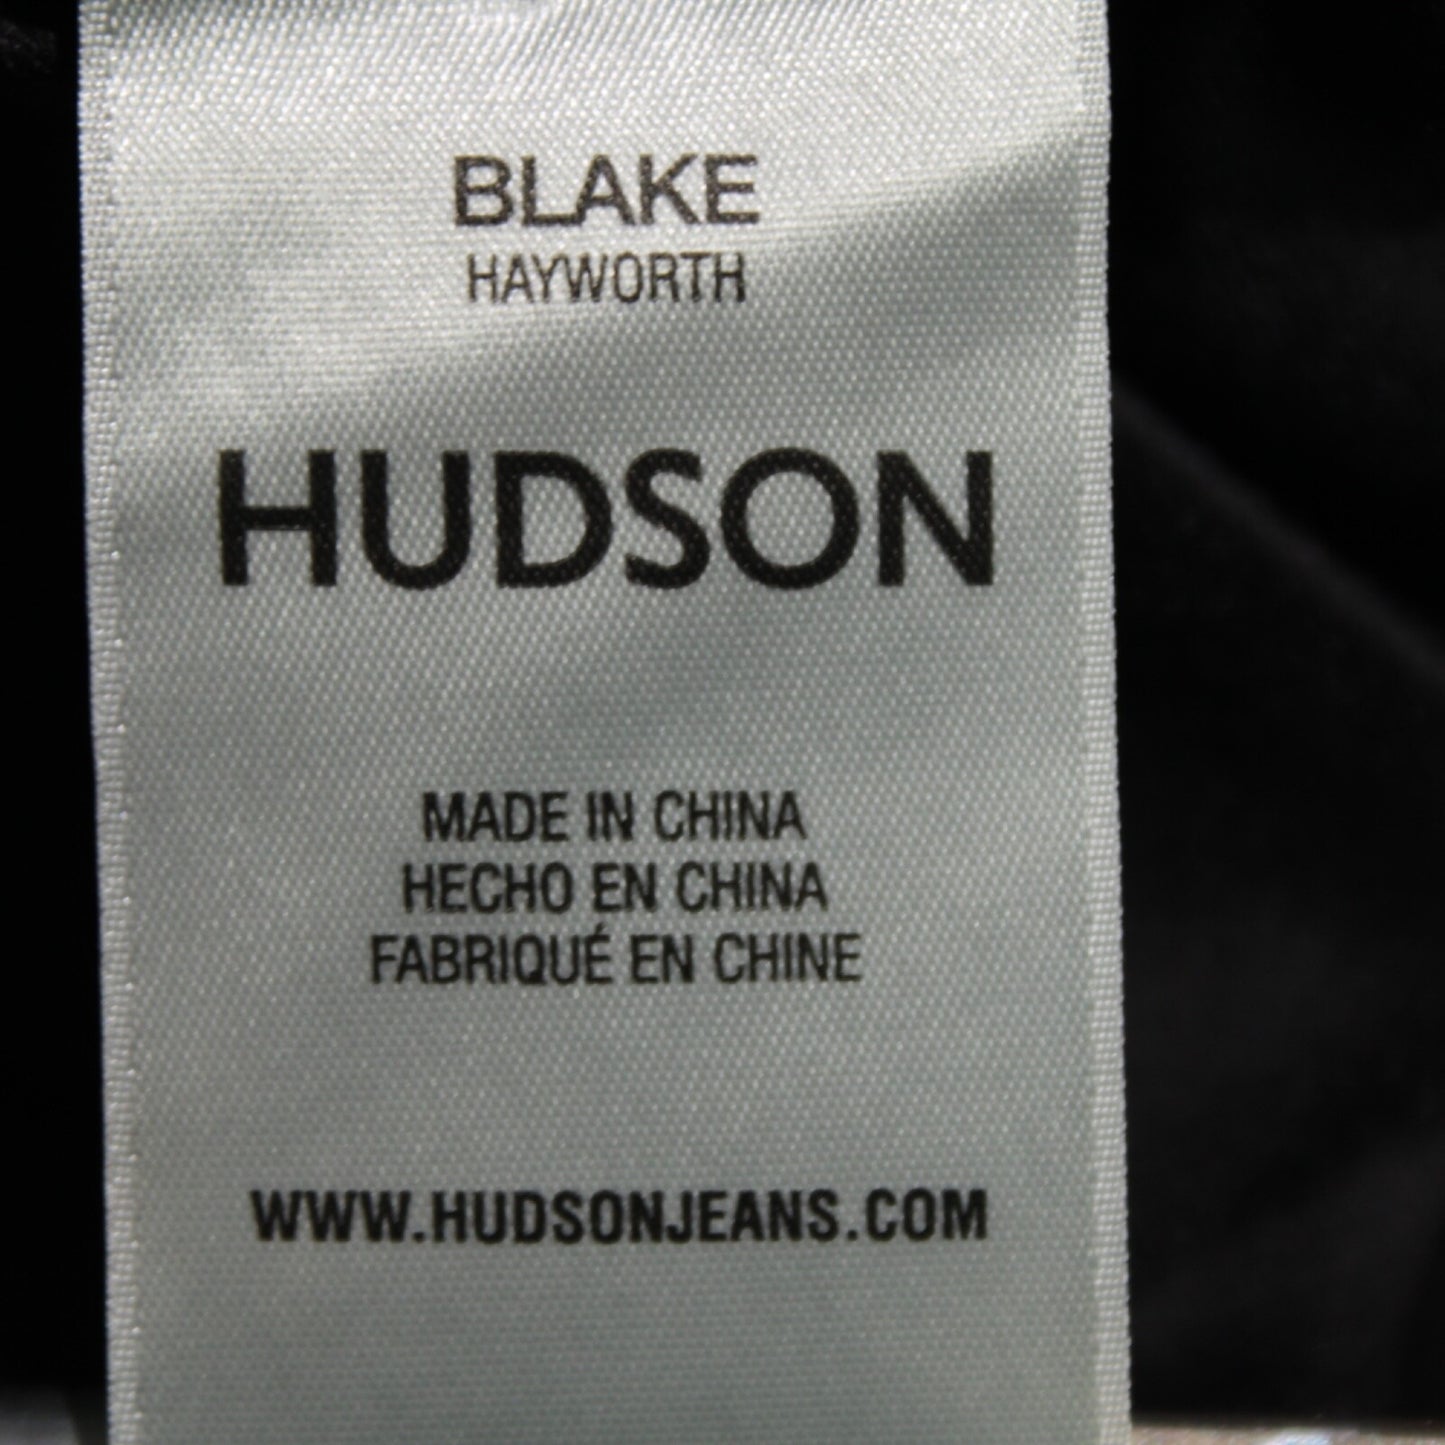 BLAKE
HAYWORTH
HUDSON
MADE IN CHINA
HECHO EN CHINA
FABRIQUÉ EN CHINE
WWW.HUDSONJEANS.COM